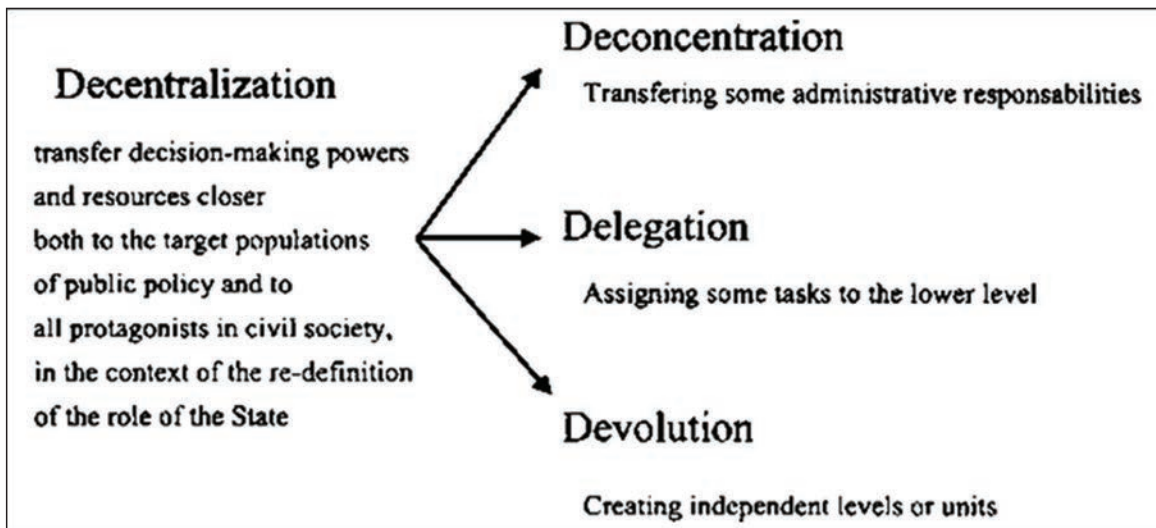 Decentralization
transfer decision-making powers
and resources closer
both to the target populations
of public policy and to
all protagonists in civil society,
in the context of the re-definition
of the role of the State
Deconcentration
Transfering some administrative responsabilities
Delegation
Assigning some tasks to the lower level
Devolution
Creating independent levels or units